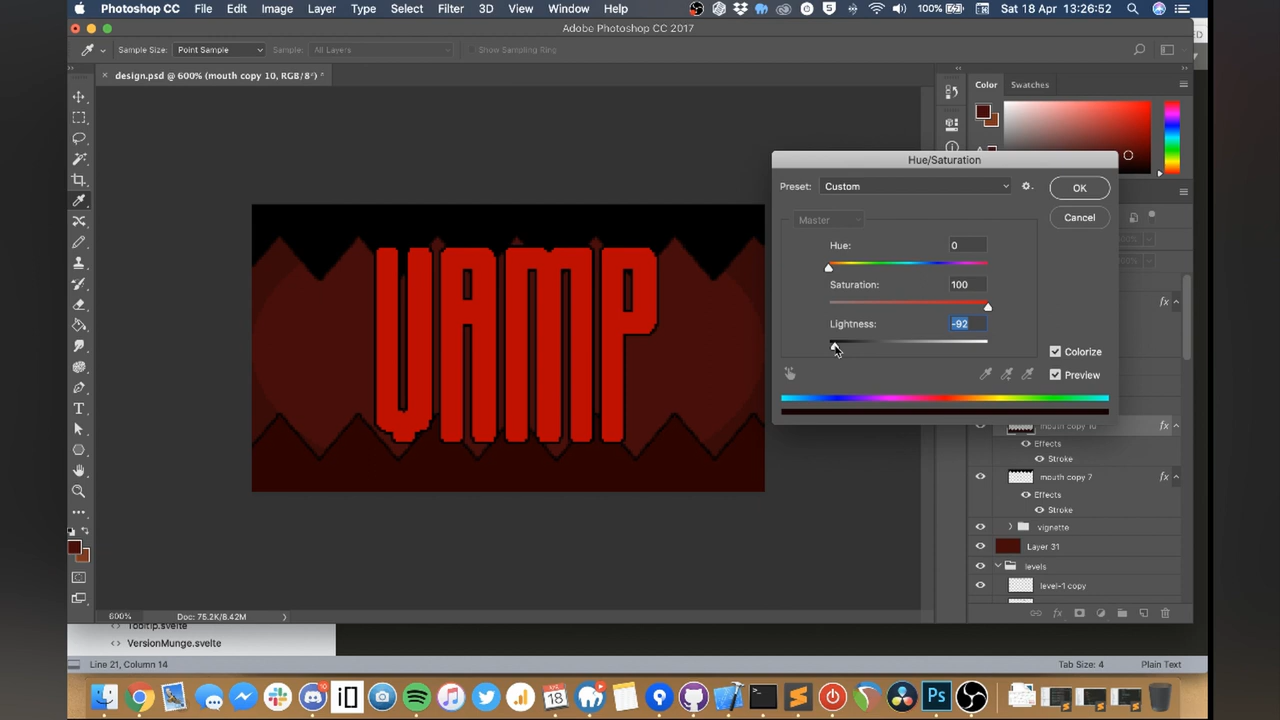 Photoshop CC File Edit Image Layer Type Select Filter 3D View Window Help 5 100% Sat 18 Apr 13:26:52
Adobe Photoshop CC 2017
Sample Size: Point Sample Sample: All Layers Show Sampling Ring
× design.psd @ 600% (mouth copy 10, RGB/8*) *
Color Swatches
Hue/Saturation
Preset: Custom OK
Master Cancel
Hue: 0
Saturation: 100
Lightness: -92
Colorize
Preview
VAMP
mouth copy 10 fx
Effects
Stroke
mouth copy 7 fx
Effects
Stroke
vignette
Layer 31
levels
level-1 copy
600% Doc: 75.2K/8.42M
Tooltip.svelte
VersionMunge.svelte
Line 21, Column 14 Tab Size: 4 Plain Text